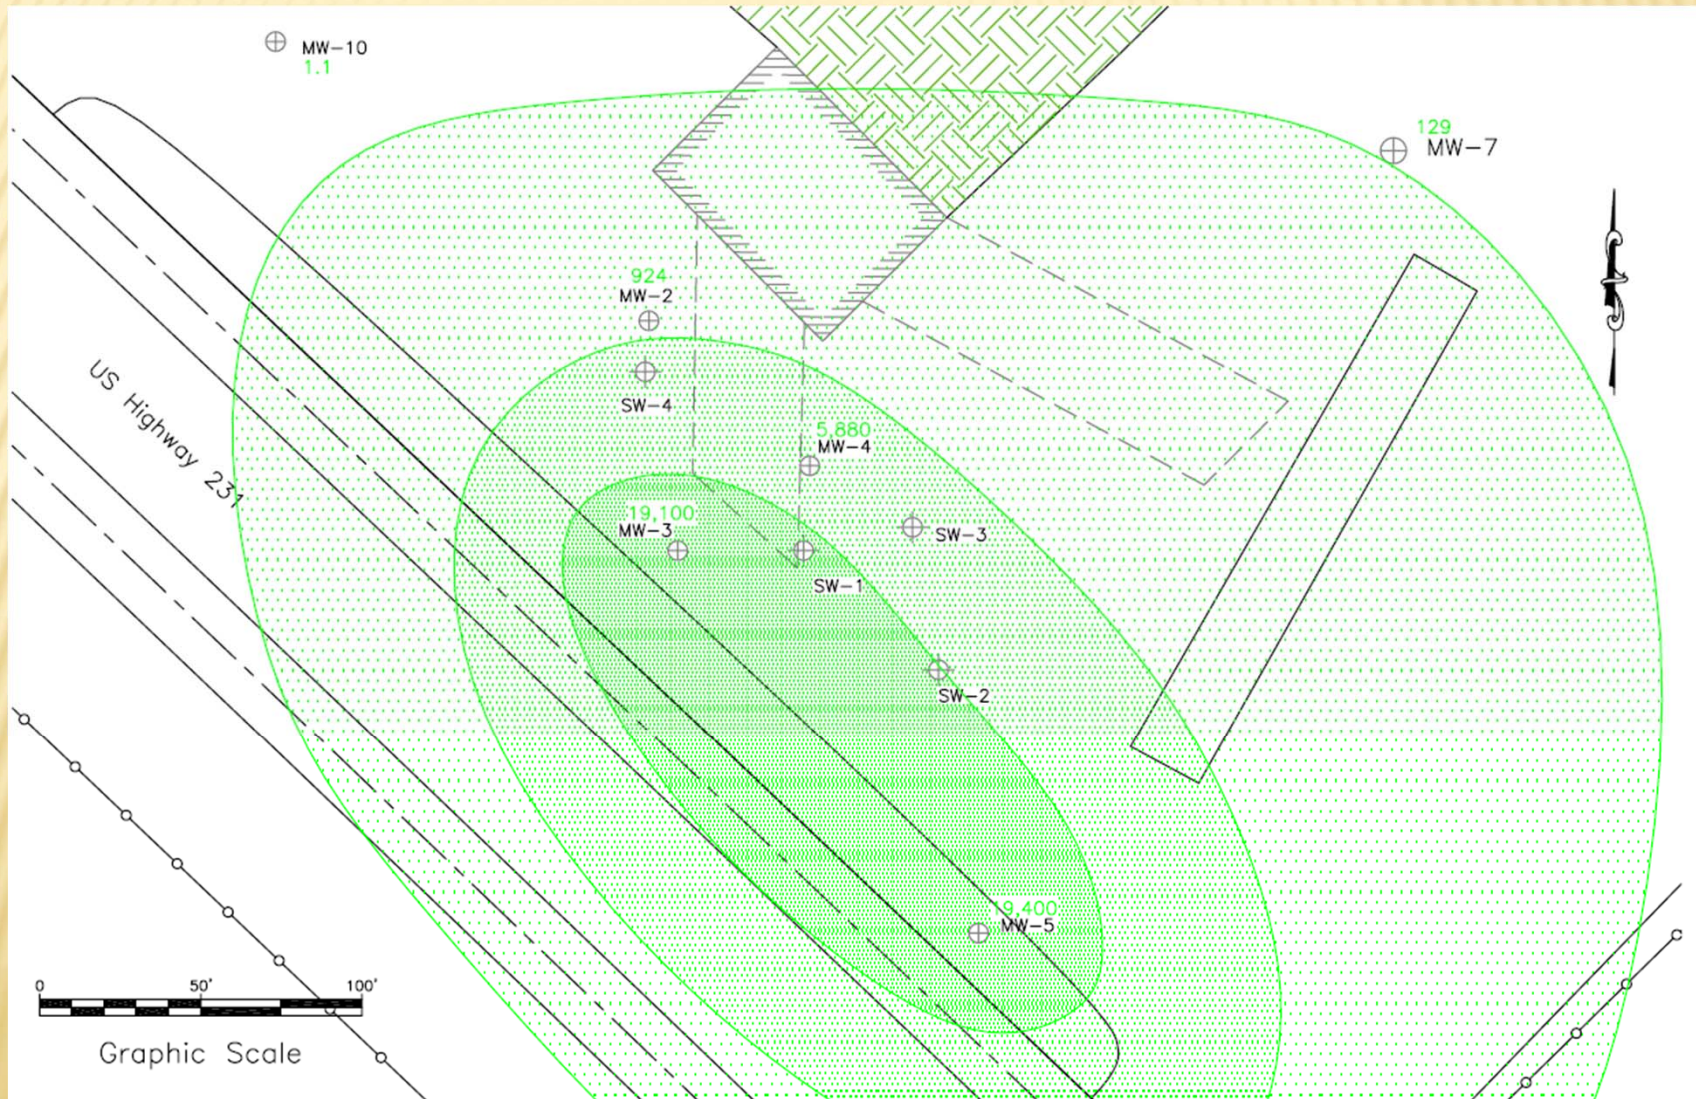 MW-10
1.1
129
MW-7
924
MW-2
SW-4
US Highway 231
5,880
MW-4
19,100
MW-3
SW-3
SW-1
SW-2
19,400
MW-5
0 50' 100'
Graphic Scale